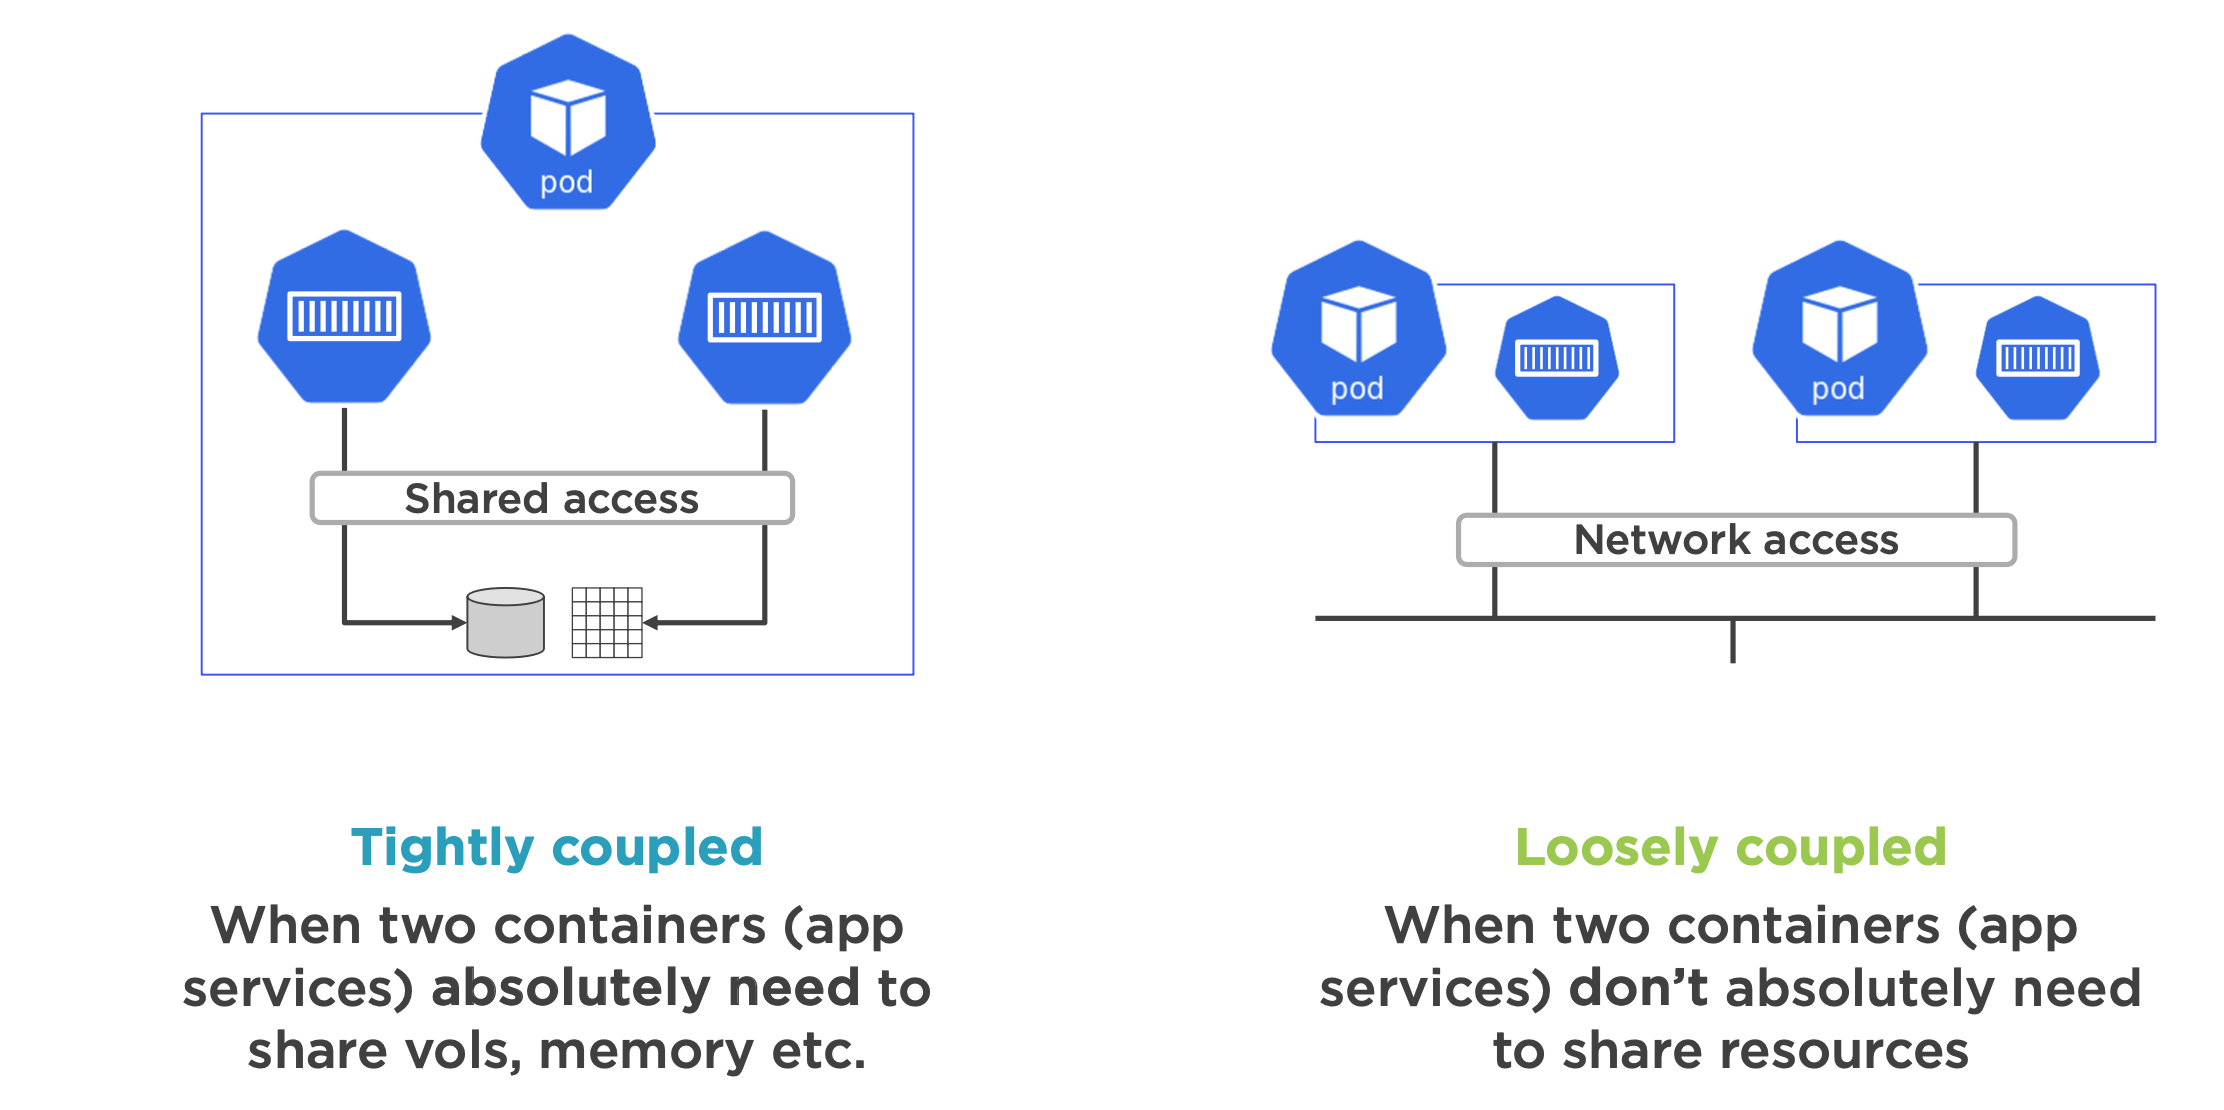 pod
Shared access
Tightly coupled
When two containers (app
services) absolutely need to
share vols, memory etc.
pod
pod
Network access
Loosely coupled
When two containers (app
services) don’t absolutely need
to share resources